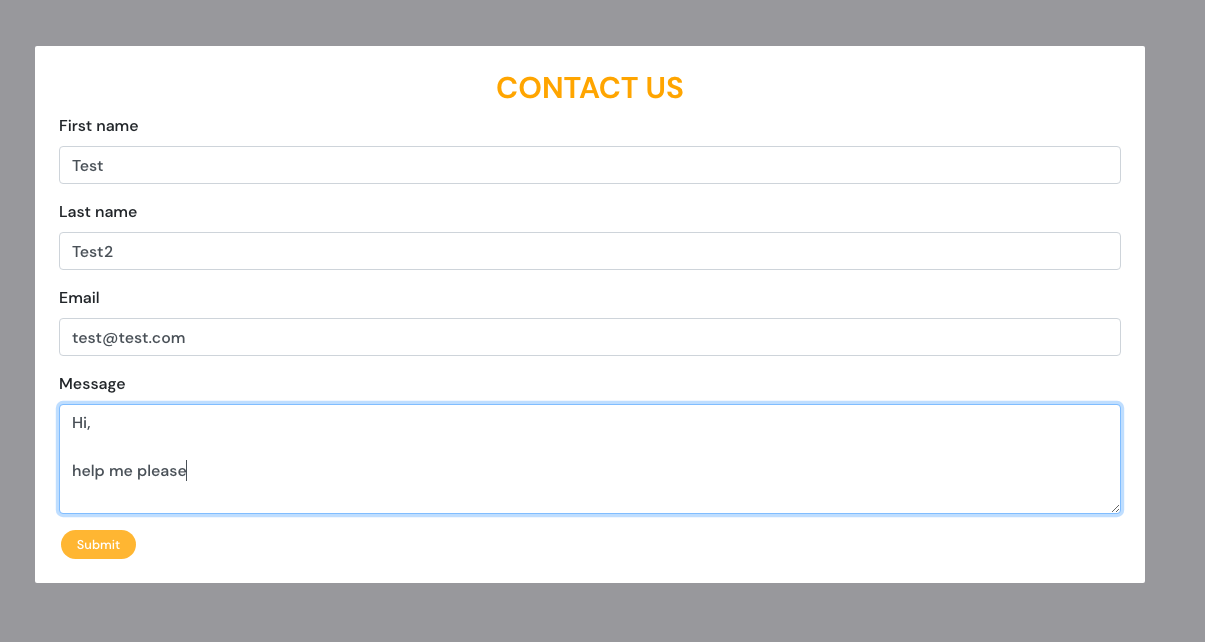 CONTACT US
First name
Test
Last name
Test2
Email
test@test.com
Message
Hi,
help me please
Submit